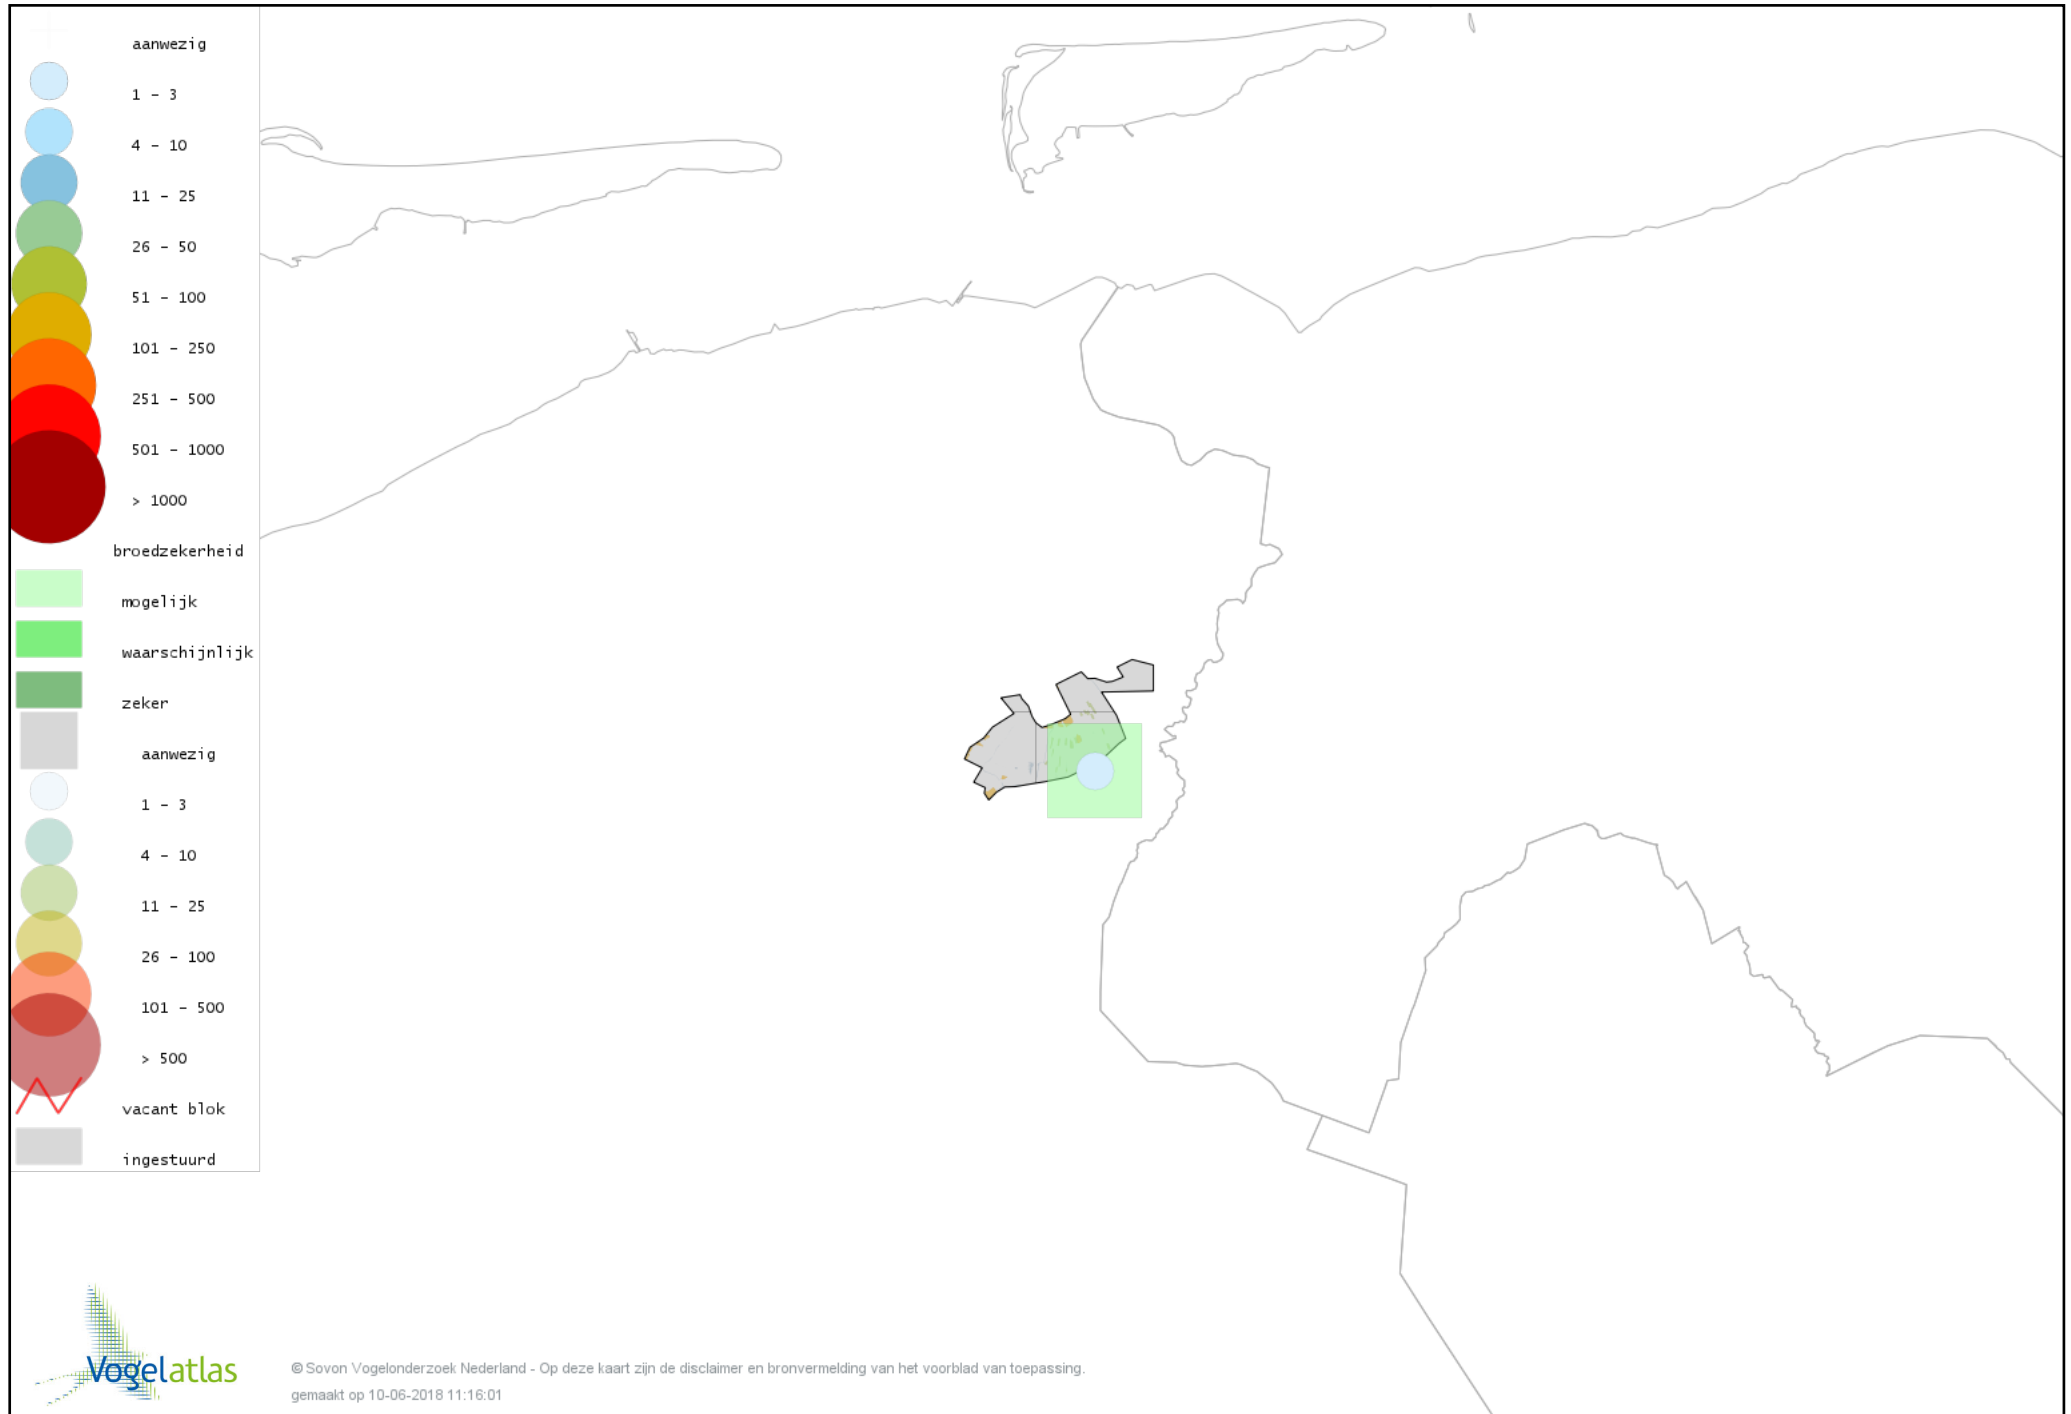 aanwezig
1 – 3
4 – 10
11 – 25
26 – 50
51 – 100
101 – 250
251 – 500
501 – 1000
> 1000
broedzekerheid
mogelijk
waarschijnlijk
zeker
aanwezig
1 – 3
4 – 10
11 – 25
26 – 100
101 – 500
> 500
vacant blok
ingestuurd
Vogelatlas
© Sovon Vogelonderzoek Nederland - Op deze kaart zijn de disclaimer en bronvermelding van het voorblad van toepassing.
gemaakt op 10-06-2018 11:16:01